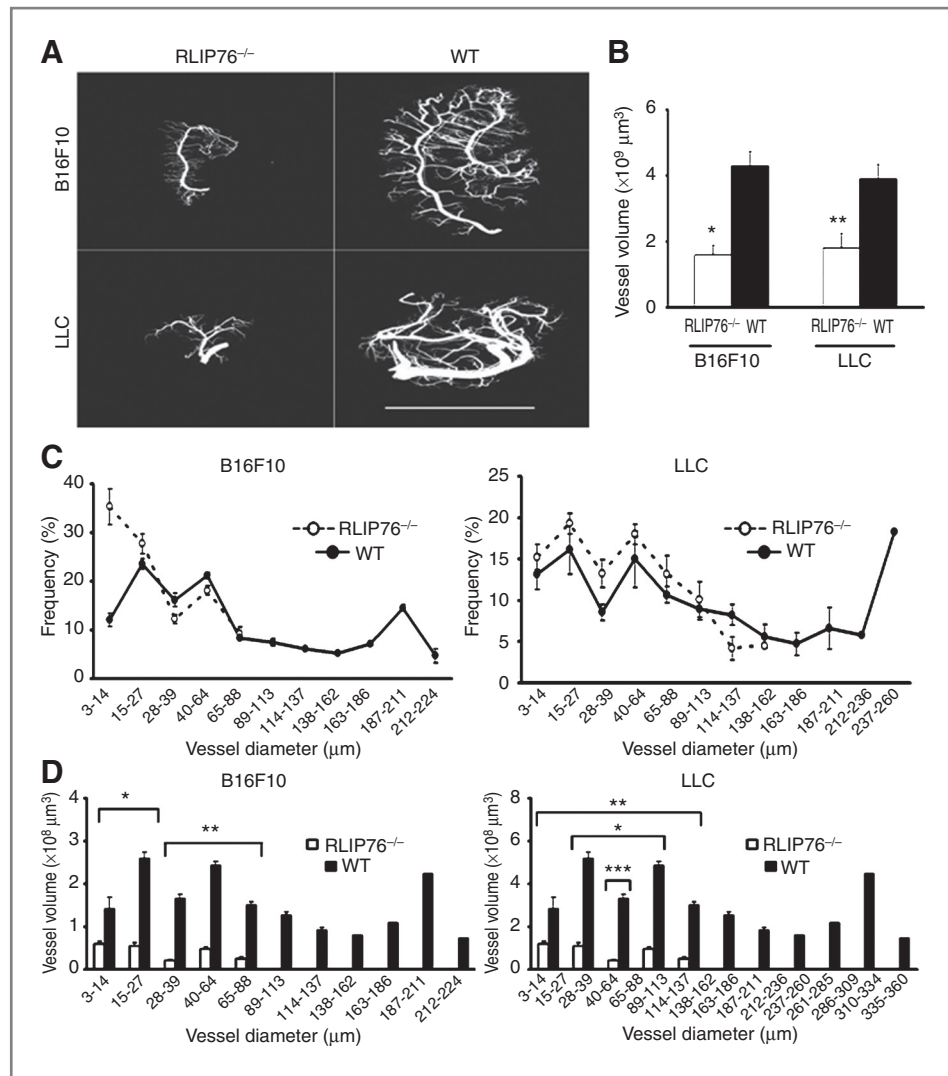 A
RLIP76−/−
WT
B16F10
LLC
B
Vessel volume (×10⁹ µm³)
6
4
2
0
*
**
RLIP76−/− WT
RLIP76−/− WT
B16F10
LLC
C
B16F10
Frequency (%)
40
30
20
10
0
RLIP76−/−
WT
3-14
15-27
28-39
40-64
65-88
89-113
114-137
138-162
163-186
187-211
212-224
Vessel diameter (µm)
LLC
Frequency (%)
25
20
15
10
5
0
RLIP76−/−
WT
3-14
15-27
28-39
40-64
65-88
89-113
114-137
138-162
163-186
187-211
212-236
237-260
Vessel diameter (µm)
D
B16F10
Vessel volume (×10⁸ µm³)
4
3
2
1
0
*
**
RLIP76−/−
WT
3-14
15-27
28-39
40-64
65-88
89-113
114-137
138-162
163-186
187-211
212-224
Vessel diameter (µm)
LLC
Vessel volume (×10⁸ µm³)
8
6
4
2
0
**
*
***
RLIP76−/−
WT
3-14
15-27
28-39
40-64
65-88
89-113
114-137
138-162
163-186
187-211
212-236
237-260
261-285
286-309
310-334
335-360
Vessel diameter (µm)